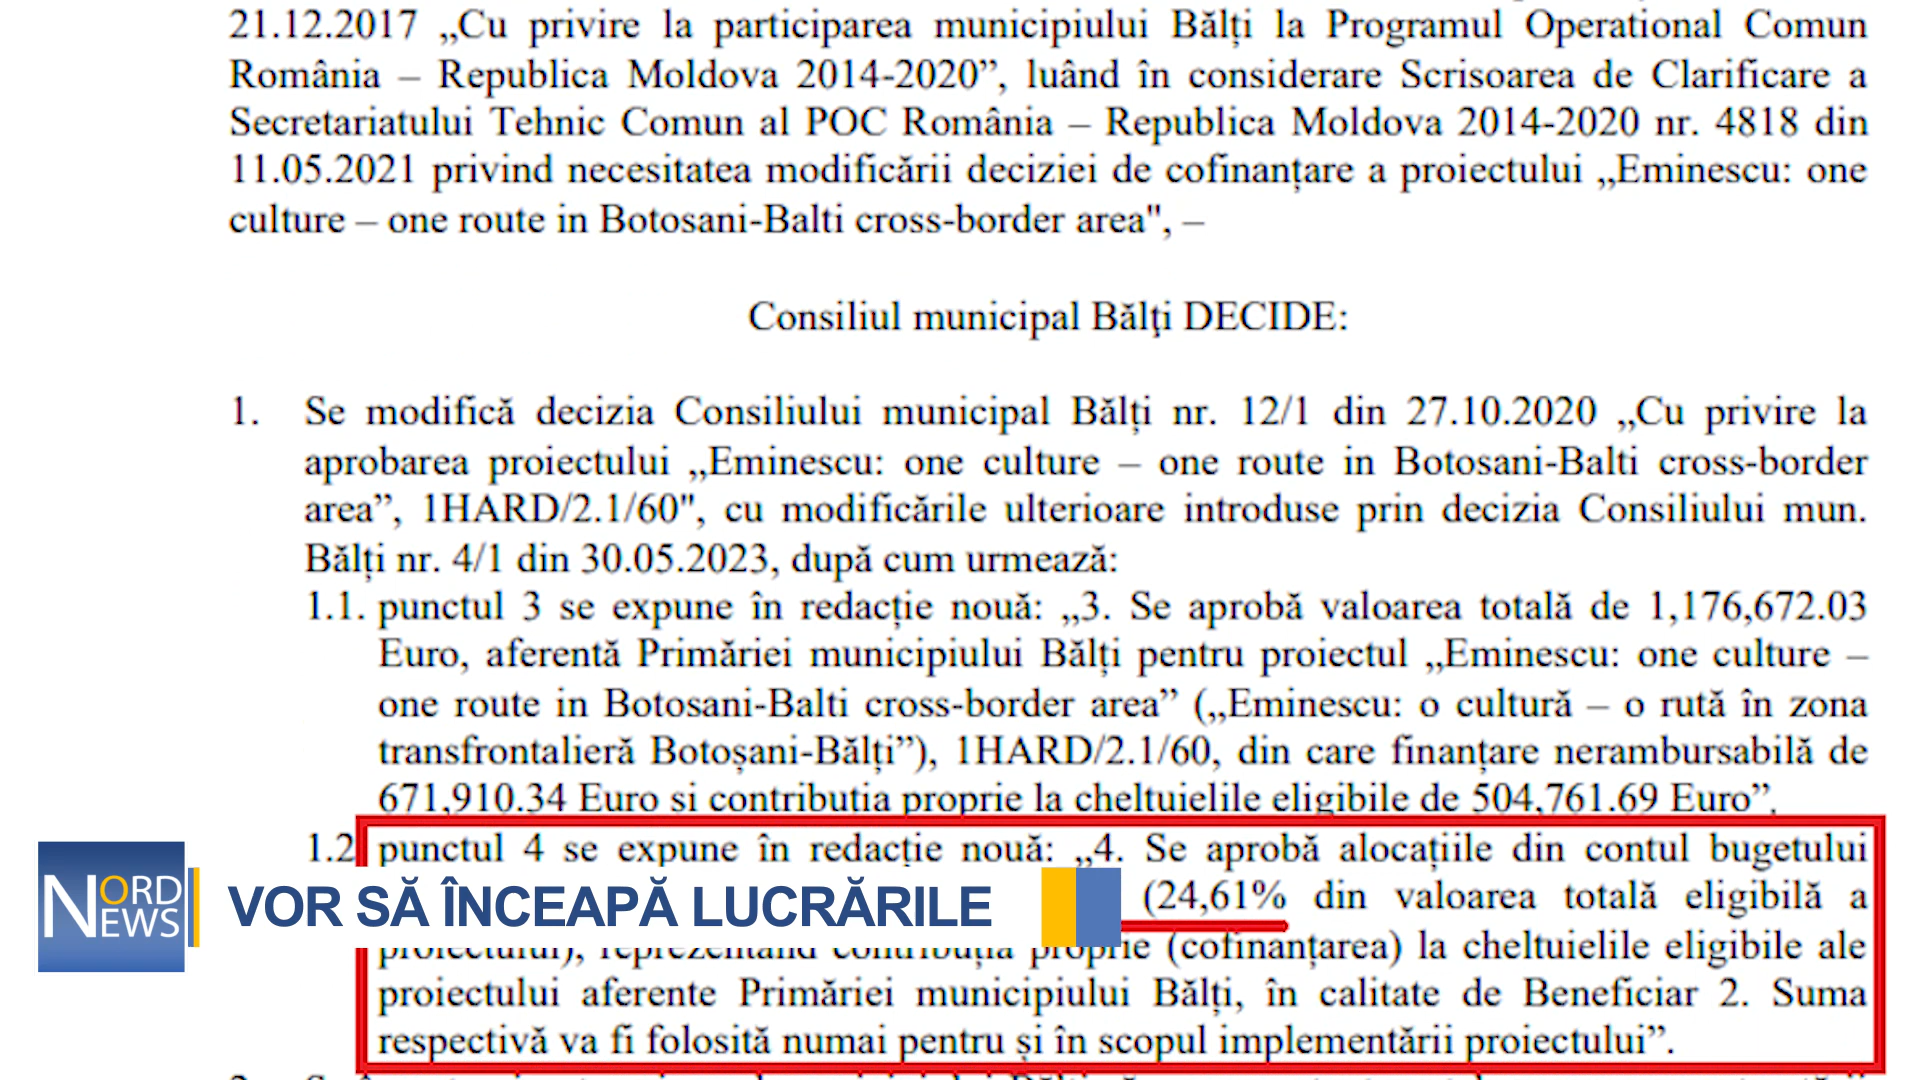 21.12.2017 „Cu privire la participarea municipiului Bălți la Programul Operational Comun
România – Republica Moldova 2014-2020”, luând în considerare Scrisoarea de Clarificare a
Secretariatului Tehnic Comun al POC România – Republica Moldova 2014-2020 nr. 4818 din
11.05.2021 privind necesitatea modificării deciziei de cofinanțare a proiectului „Eminescu: one
culture – one route in Botosani-Balti cross-border area", –
Consiliul municipal Bălţi DECIDE:
1. Se modifică decizia Consiliului municipal Bălți nr. 12/1 din 27.10.2020 „Cu privire la
aprobarea proiectului „Eminescu: one culture – one route in Botosani-Balti cross-border
area”, 1HARD/2.1/60", cu modificările ulterioare introduse prin decizia Consiliului mun.
Bălți nr. 4/1 din 30.05.2023, după cum urmează:
1.1. punctul 3 se expune în redacție nouă: „3. Se aprobă valoarea totală de 1,176,672.03
Euro, aferentă Primăriei municipiului Bălți pentru proiectul „Eminescu: one culture –
one route in Botosani-Balti cross-border area” („Eminescu: o cultură – o rută în zona
transfrontalieră Botoșani-Bălți”), 1HARD/2.1/60, din care finanțare nerambursabilă de
671,910.34 Euro si contributia proprie la cheltuielile eligibile de 504,761.69 Euro”.
1.2 punctul 4 se expune în redacție nouă: „4. Se aprobă alocațiile din contul bugetului
(24,61% din valoarea totală eligibilă a
proiectului), reprezentând contribuția proprie (cofinanțarea) la cheltuielile eligibile ale
proiectului aferente Primăriei municipiului Bălți, în calitate de Beneficiar 2. Suma
respectivă va fi folosită numai pentru și în scopul implementării proiectului”.
NORD
NEWS
VOR SĂ ÎNCEAPĂ LUCRĂRILE